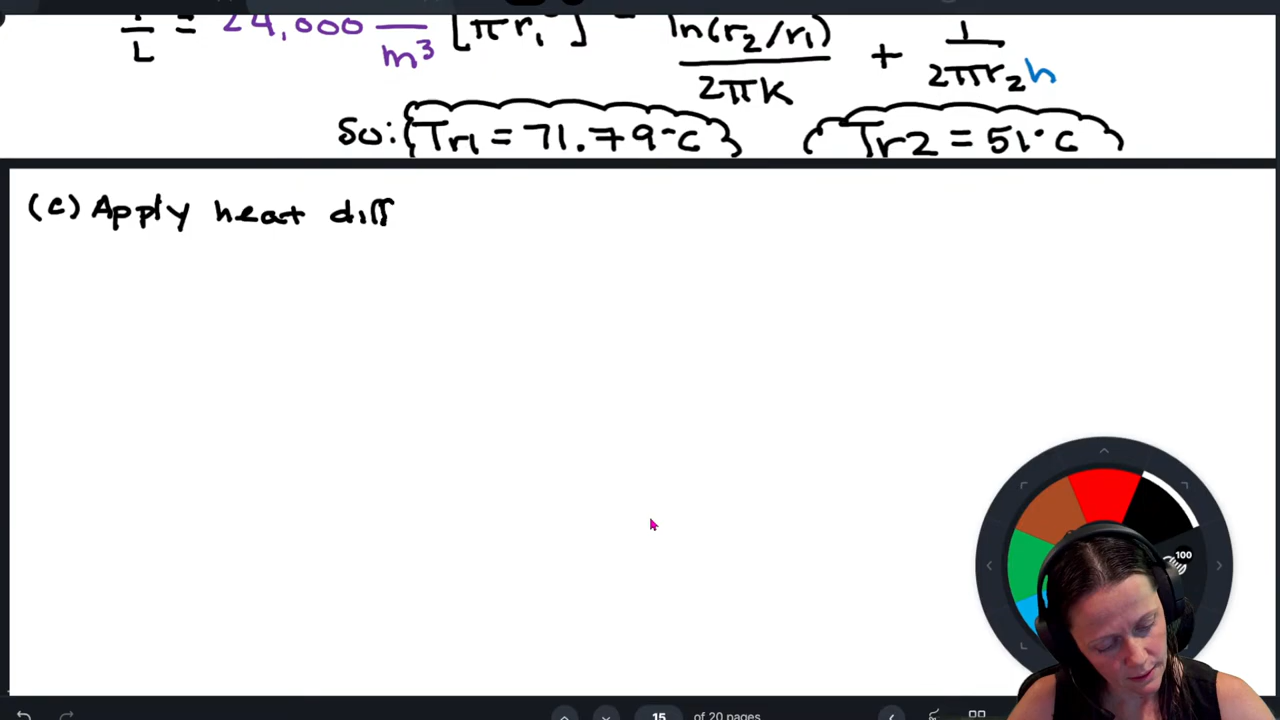 L = 24,000 / m³ [πr₁²] ln(r₂/r₁) / 2πk + 1 / 2πr₂h
So: Tr1 = 71.79°C Tr2 = 51°C
(c) Apply heat diff
100
15 of 20 pages